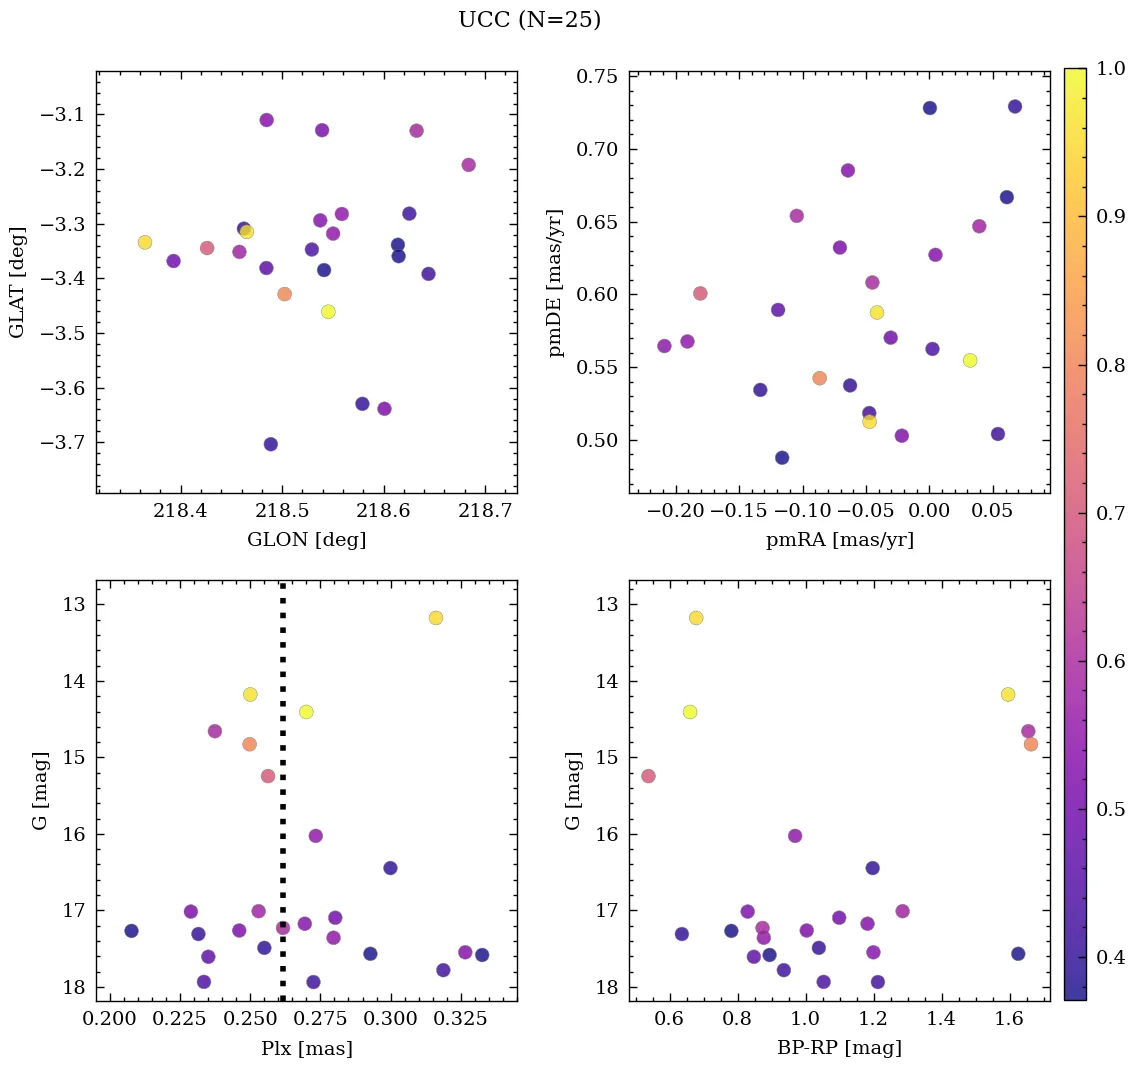 UCC (N=25)
−3.1
−3.2
−3.3
−3.4
−3.5
−3.6
−3.7
GLAT [deg]
218.4 218.5 218.6 218.7
GLON [deg]
0.75
0.70
0.65
0.60
0.55
0.50
pmDE [mas/yr]
−0.20 −0.15 −0.10 −0.05 0.00 0.05
pmRA [mas/yr]
13
14
15
16
17
18
G [mag]
0.200 0.225 0.250 0.275 0.300 0.325
Plx [mas]
13
14
15
16
17
18
G [mag]
0.6 0.8 1.0 1.2 1.4 1.6
BP-RP [mag]
1.0
0.9
0.8
0.7
0.6
0.5
0.4